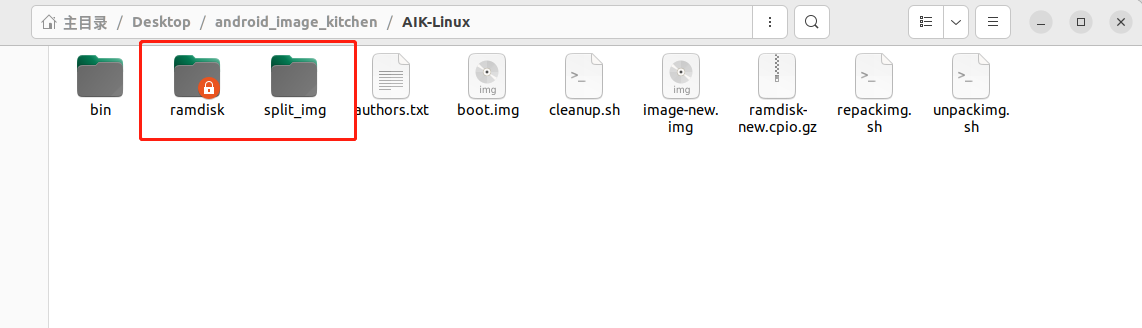 主目录 / Desktop / android_image_kitchen / AIK-Linux
bin
ramdisk
split_img
authors.txt
img
boot.img
>_
cleanup.sh
img
image-new.
img
ramdisk-
new.cpio.gz
>_
repackimg.
sh
>_
unpackimg.
sh